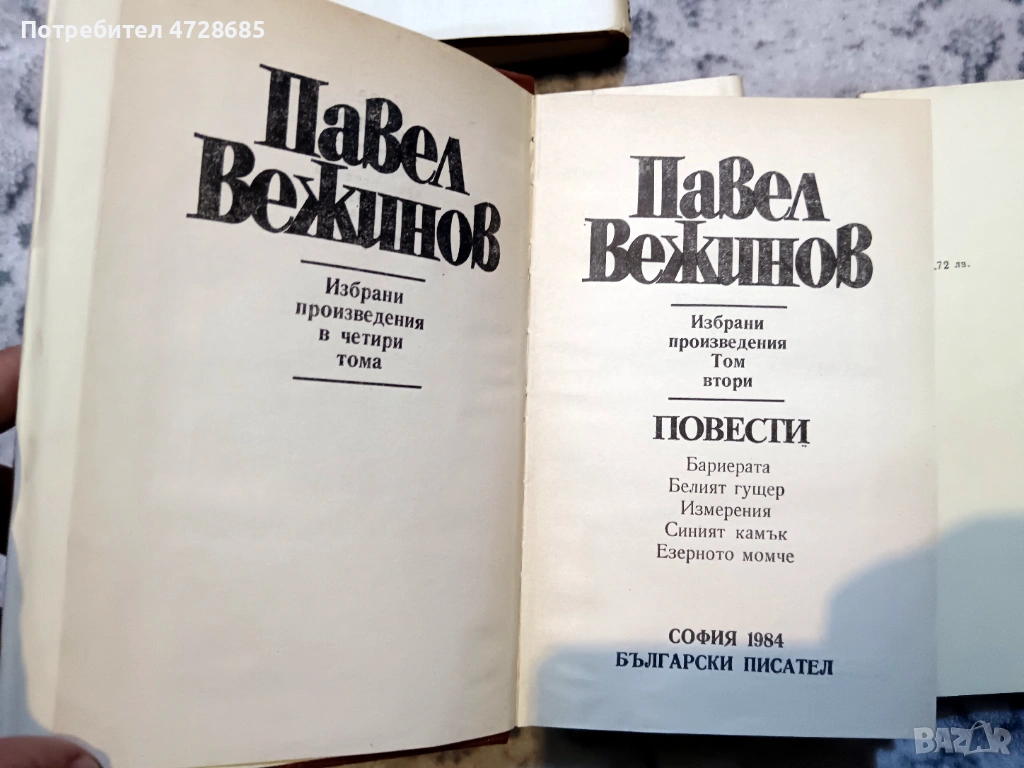 Потребител 4728685
Павел
Вежинов
Избрани
произведения
в четири
тома
Павел
Вежинов
Избрани
произведения
Том
втори
ПОВЕСТИ
Бариерата
Белият гущер
Измерения
Синият камък
Езерното момче
СОФИЯ 1984
БЪЛГАРСКИ ПИСАТЕЛ
.72 лв.
BAZAR